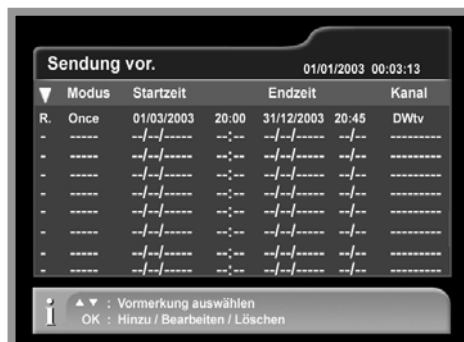 Sendung vor. 01/01/2003 00:03:13
Modus Startzeit Endzeit Kanal
R. Once 01/03/2003 20:00 31/12/2003 20:45 DWtv
- ----- --/--/----- --:-- --/--/----- --/-- ---------
- ----- --/--/----- --:-- --/--/----- --/-- ---------
- ----- --/--/----- --:-- --/--/----- --/-- ---------
- ----- --/--/----- --:-- --/--/----- --/-- ---------
- ----- --/--/----- --:-- --/--/----- --/-- ---------
- ----- --/--/----- --:-- --/--/----- --/-- ---------
- ----- --/--/----- --:-- --/--/----- --/-- ---------
- ----- --/--/----- --:-- --/--/----- --/-- ---------
i ▲ ▼ : Vormerkung auswählen
OK : Hinzu / Bearbeiten / Löschen